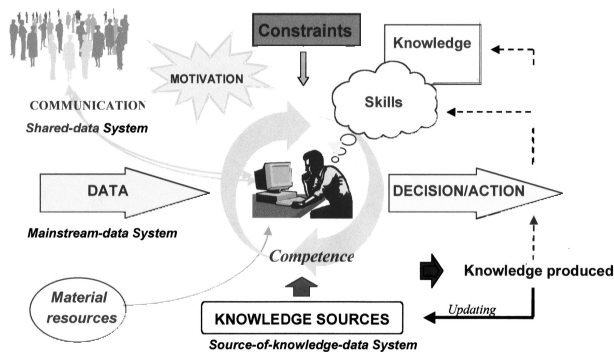 Constraints
Knowledge
MOTIVATION
Skills
COMMUNICATION
Shared-data System
DATA
DECISION/ACTION
Mainstream-data System
Competence
Knowledge produced
Material
resources
Updating
KNOWLEDGE SOURCES
Source-of-knowledge-data System